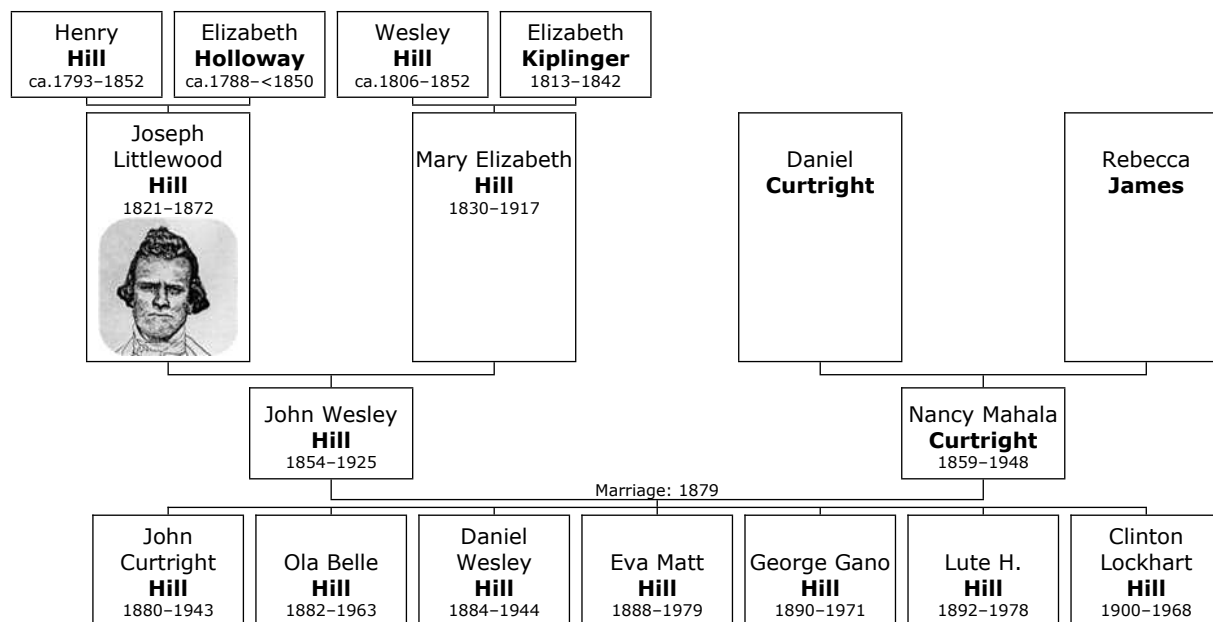 Henry
Hill
ca.1793–1852
Elizabeth
Holloway
ca.1788–<1850
Wesley
Hill
ca.1806–1852
Elizabeth
Kiplinger
1813–1842
Joseph
Littlewood
Hill
1821–1872
Mary Elizabeth
Hill
1830–1917
Daniel
Curtright
Rebecca
James
John Wesley
Hill
1854–1925
Nancy Mahala
Curtright
1859–1948
Marriage: 1879
John
Curtright
Hill
1880–1943
Ola Belle
Hill
1882–1963
Daniel
Wesley
Hill
1884–1944
Eva Matt
Hill
1888–1979
George Gano
Hill
1890–1971
Lute H.
Hill
1892–1978
Clinton
Lockhart
Hill
1900–1968